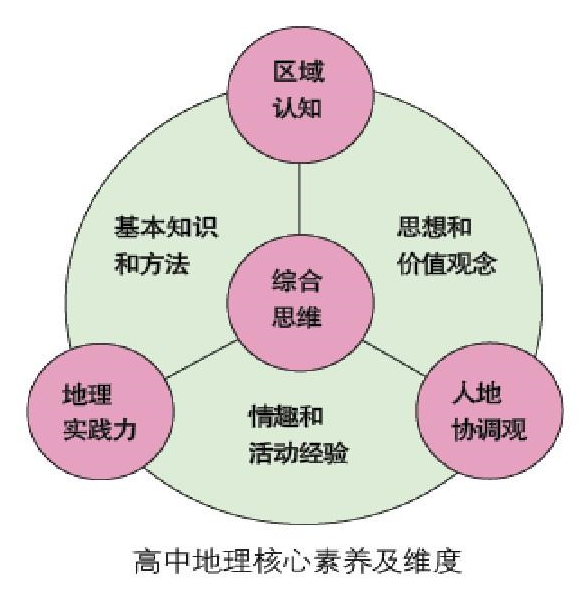 区域
认知
基本知识
和方法
思想和
价值观念
综合
思维
地理
实践力
情趣和
活动经验
人地
协调观
高中地理核心素养及维度